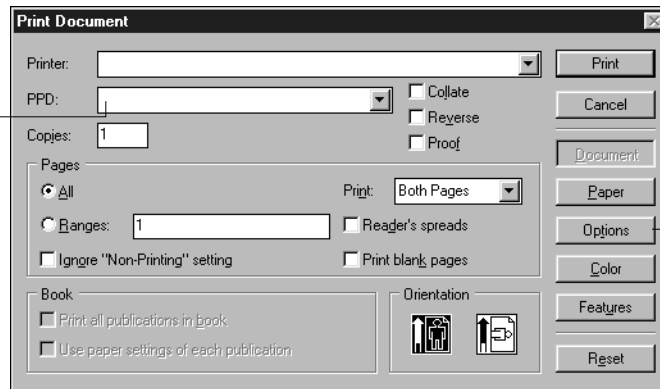 Print Document
Printer:
Print
PPD:
Collate
Cancel
Reverse
Copies: 1
Proof
Document
Pages
All
Print: Both Pages
Paper
Ranges: 1
Reader's spreads
Options
Ignore "Non-Printing" setting
Print blank pages
Color
Book
Orientation
Print all publications in book
Features
Use paper settings of each publication
Reset